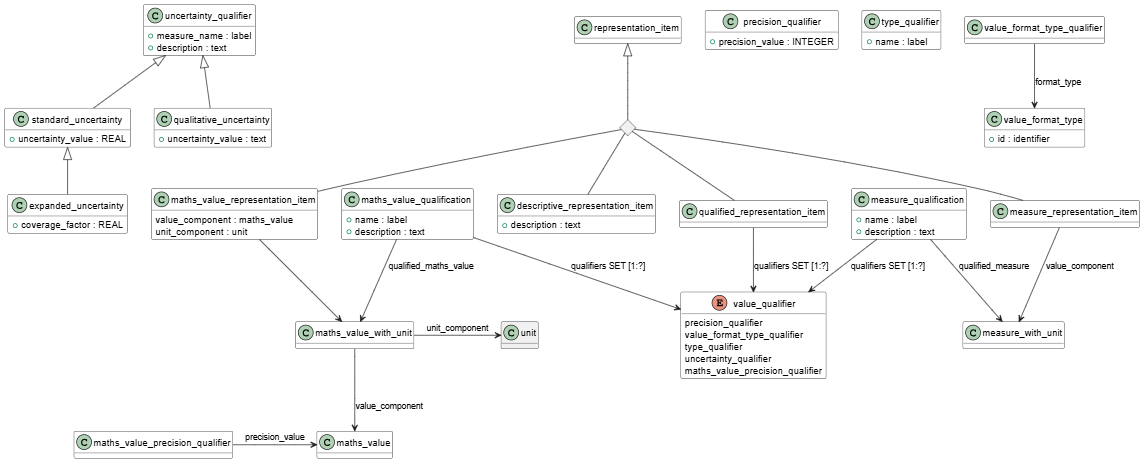 C uncertainty_qualifier
measure_name : label
description : text
C representation_item
C precision_qualifier
precision_value : INTEGER
C type_qualifier
name : label
C value_format_type_qualifier
format_type
C standard_uncertainty
uncertainty_value : REAL
C qualitative_uncertainty
uncertainty_value : text
C value_format_type
id : identifier
C expanded_uncertainty
coverage_factor : REAL
C maths_value_representation_item
value_component : maths_value
unit_component : unit
C maths_value_qualification
name : label
description : text
C descriptive_representation_item
description : text
C qualified_representation_item
C measure_qualification
name : label
description : text
C measure_representation_item
qualified_maths_value
qualifiers SET [1:?]
qualifiers SET [1:?]
qualifiers SET [1:?]
qualified_measure
value_component
E value_qualifier
precision_qualifier
value_format_type_qualifier
type_qualifier
uncertainty_qualifier
maths_value_precision_qualifier
C maths_value_with_unit
unit_component
C unit
C measure_with_unit
value_component
C maths_value_precision_qualifier
precision_value
C maths_value